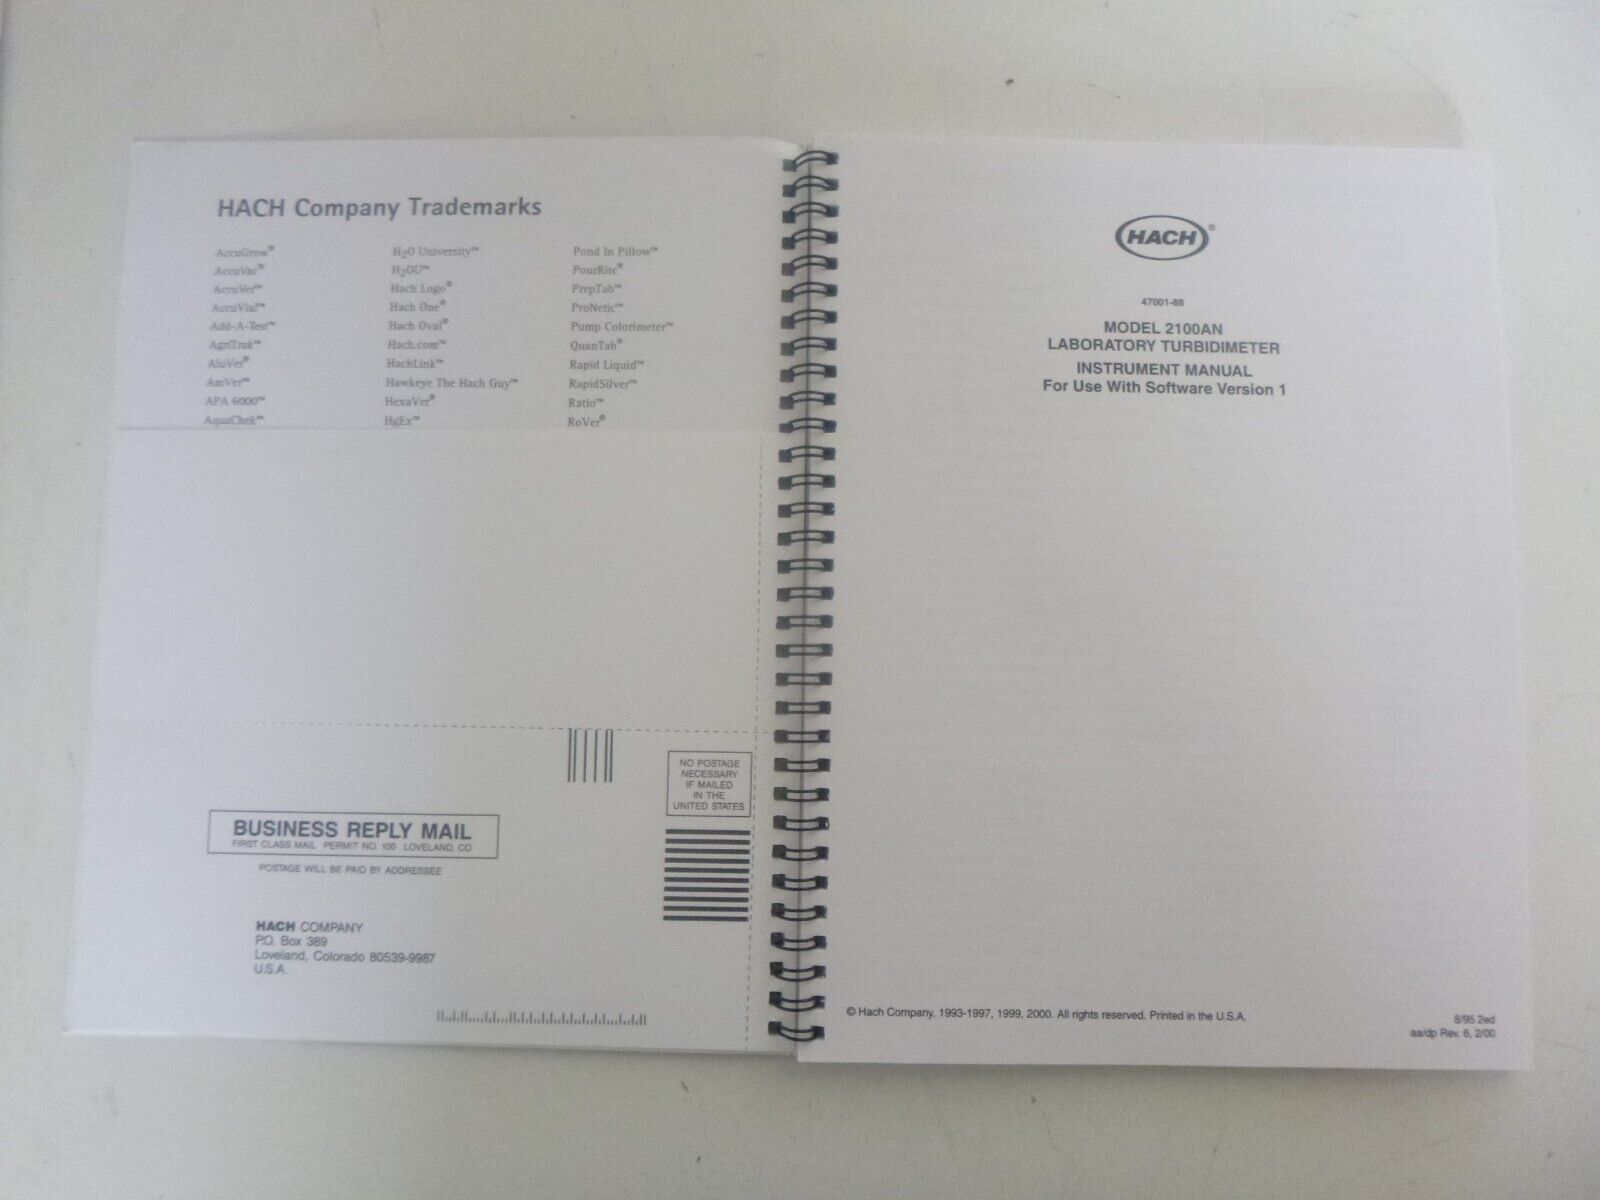 HACH Company Trademarks
AccuGrow®
AccuVac®
AccuVer™
AccuVial™
Add-A-Test™
AgriTrak™
AluVer®
AmVer™
APA 6000™
AquaChek™
H2O University™
H2OU™
Hach Logo®
Hach One®
Hach Oval®
Hach.com™
HachLink™
Hawkeye The Hach Guy™
HexaVer®
HgEx™
Pond In Pillow™
PourRite®
PrepTab™
ProNetic™
Pump Colorimeter™
QuanTab®
Rapid Liquid™
RapidSilver™
Ratio™
RoVer®
NO POSTAGE
NECESSARY
IF MAILED
IN THE
UNITED STATES
BUSINESS REPLY MAIL
FIRST CLASS MAIL PERMIT NO. 100 LOVELAND, CO
POSTAGE WILL BE PAID BY ADDRESSEE
HACH COMPANY
P.O. Box 389
Loveland, Colorado 80539-9987
U.S.A.
HACH®
47001-88
MODEL 2100AN
LABORATORY TURBIDIMETER
INSTRUMENT MANUAL
For Use With Software Version 1
© Hach Company, 1993-1997, 1999, 2000. All rights reserved. Printed in the U.S.A.
8/95 2ed
aa/dp Rev. 6, 2/00